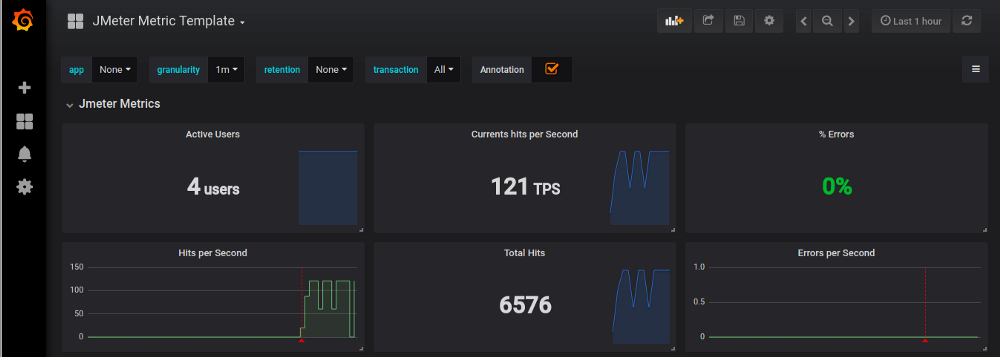 JMeter Metric Template
Last 1 hour
app None granularity 1m retention None transaction All Annotation
Jmeter Metrics
Active Users
4 users
Currents hits per Second
121 TPS
% Errors
0%
Hits per Second
150
100
50
0
Total Hits
6576
Errors per Second
1.0
0.5
0